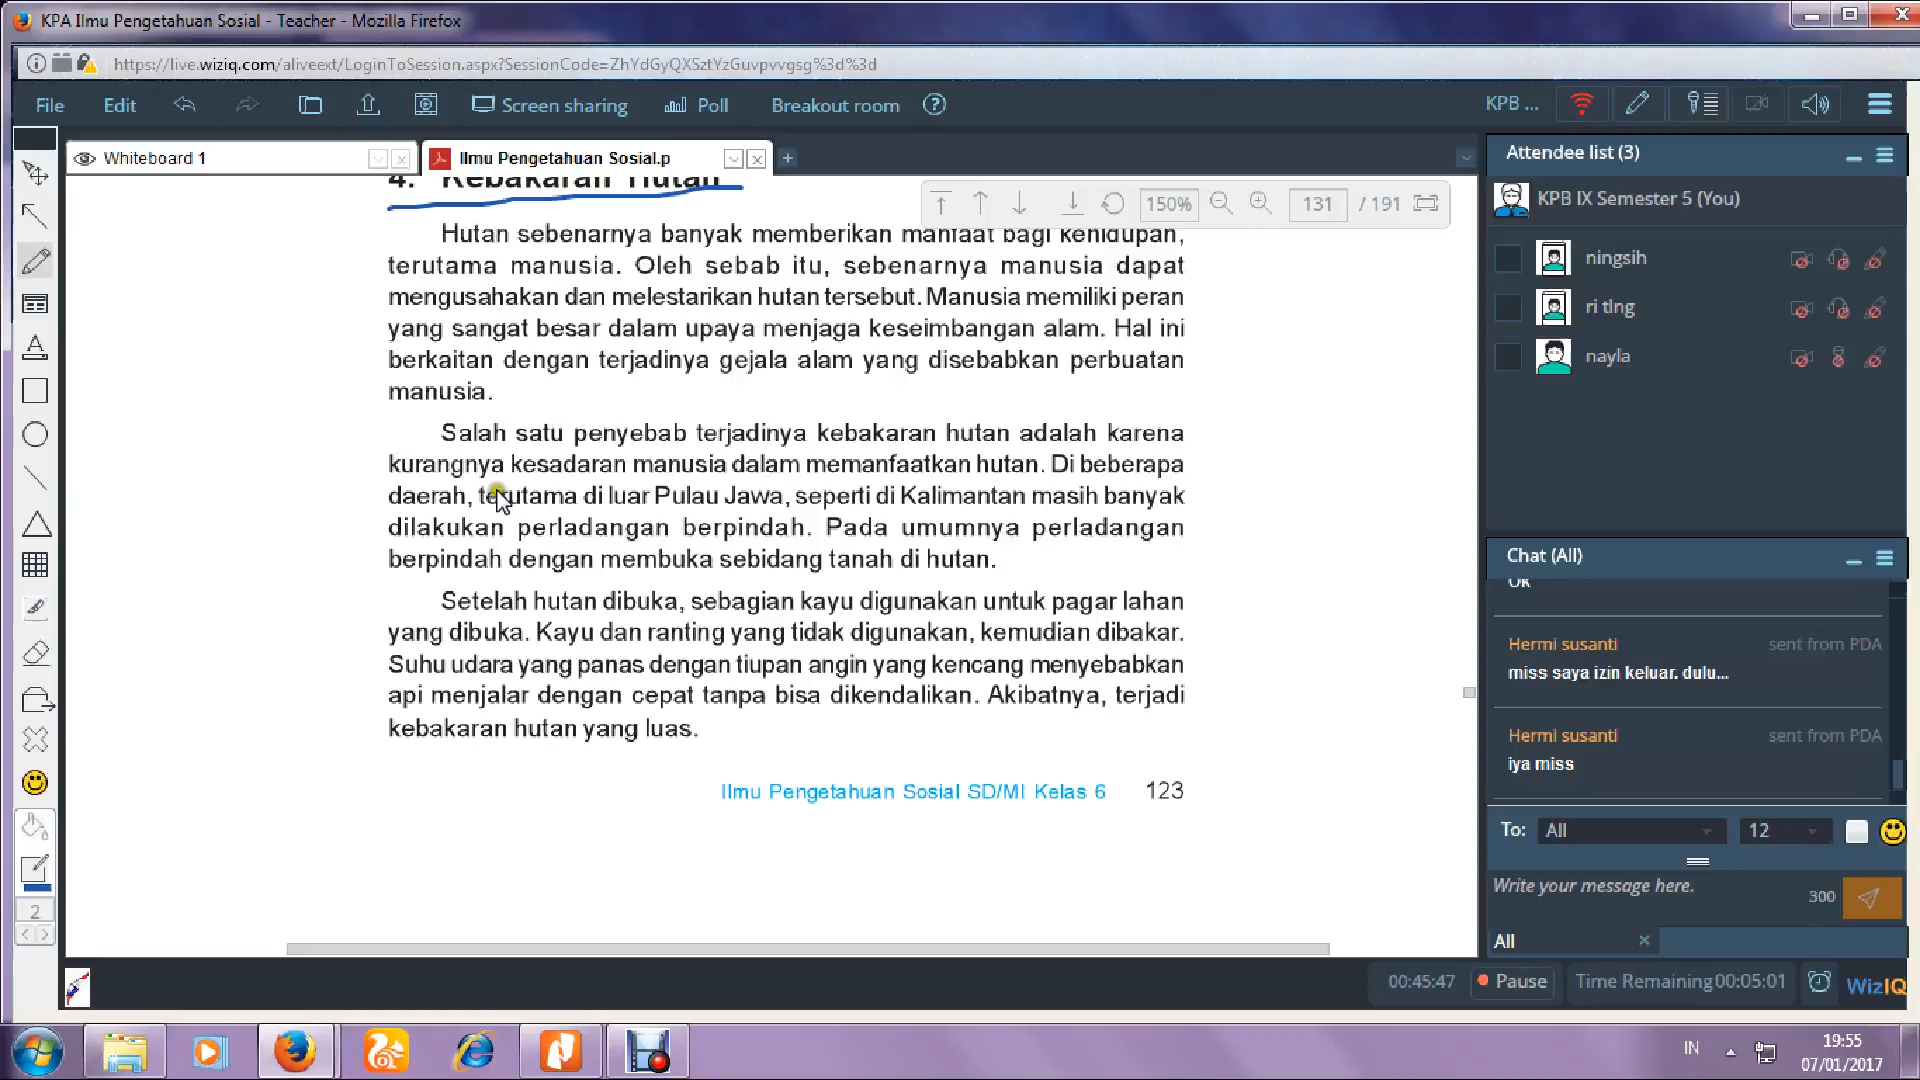 KPA Ilmu Pengetahuan Sosial - Teacher - Mozilla Firefox
https://live.wiziq.com/aliveext/LoginToSession.aspx?SessionCode=ZhYdGyQXSztYzGuvpvvgsg%3d%3d
File Edit Screen sharing Poll Breakout room KPB ...
Whiteboard 1
Ilmu Pengetahuan Sosial.p
150% 131 / 191
4. Kebakaran Hutan
Hutan sebenarnya banyak memberikan manfaat bagi kehidupan,
terutama manusia. Oleh sebab itu, sebenarnya manusia dapat
mengusahakan dan melestarikan hutan tersebut. Manusia memiliki peran
yang sangat besar dalam upaya menjaga keseimbangan alam. Hal ini
berkaitan dengan terjadinya gejala alam yang disebabkan perbuatan
manusia.
Salah satu penyebab terjadinya kebakaran hutan adalah karena
kurangnya kesadaran manusia dalam memanfaatkan hutan. Di beberapa
daerah, terutama di luar Pulau Jawa, seperti di Kalimantan masih banyak
dilakukan perladangan berpindah. Pada umumnya perladangan
berpindah dengan membuka sebidang tanah di hutan.
Setelah hutan dibuka, sebagian kayu digunakan untuk pagar lahan
yang dibuka. Kayu dan ranting yang tidak digunakan, kemudian dibakar.
Suhu udara yang panas dengan tiupan angin yang kencang menyebabkan
api menjalar dengan cepat tanpa bisa dikendalikan. Akibatnya, terjadi
kebakaran hutan yang luas.
Ilmu Pengetahuan Sosial SD/MI Kelas 6 123
2
Attendee list (3)
KPB IX Semester 5 (You)
ningsih
ri tlng
nayla
Chat (All)
Ok
Hermi susanti sent from PDA
miss saya izin keluar. dulu...
Hermi susanti sent from PDA
iya miss
To: All 12
Write your message here.
300
All
00:45:47 Pause Time Remaining 00:05:01 WizIQ
IN
19:55
07/01/2017